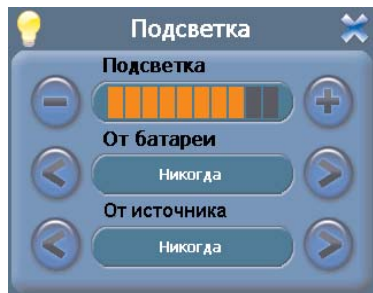 Подсветка
Подсветка
От батареи
Никогда
От источника
Никогда